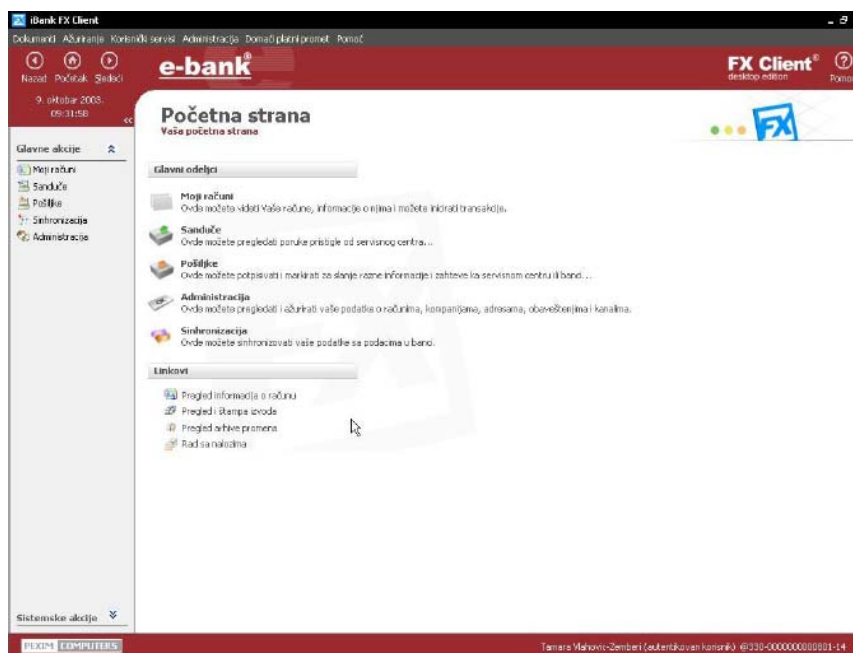 iBank FX Client
Dokumenti Ažuriranje Korisnički servisi Administracija Domaći platni promet Pomoć
Nazad Početak Sledeći
e-bank®
FX Client®
desktop edition
Pomoć
9. oktobar 2003.
09:31:58
<<
Početna strana
Vaša početna strana
FX
Glavne akcije
Moji računi
Sanduče
Pošiljke
Sinhronizacija
Administracija
Glavni odeljci
Moji računi
Ovde možete videti Vaše račune, informacije o njima i možete inicirati transakcije.
Sanduče
Ovde možete pregledati poruke pristigle od servisnog centra...
Pošiljke
Ovde možete potpisivati i markirati za slanje razne informacije i zahteve ka servisnom centru ili banci...
Administracija
Ovde možete pregledati i ažurirati vaše podatke o računima, kompanijama, adresama, obaveštenjima i kanalima.
Sinhronizacija
Ovde možete sinhronizovati vaše podatke sa podacima u banci.
Linkovi
Pregled informacija o računu
Pregled i štampa izvoda
Pregled arhive promena
Rad sa nalozima
Sistemske akcije
PEXIM COMPUTERS
Tamara Vlahovic-Zemberi (autentikovan korisnik) @330-0000000000801-14